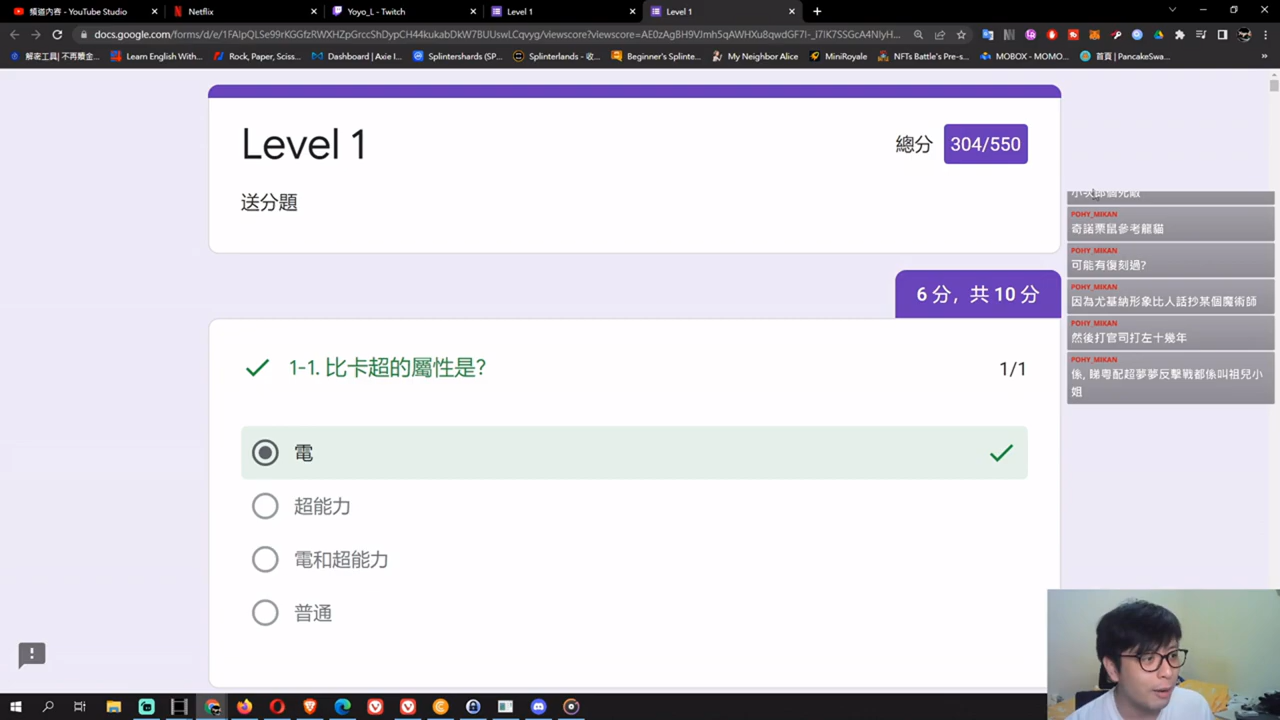 頻道內容 - YouTube Studio
Netflix
Yoyo_L - Twitch
Level 1
Level 1
解密工具| 不再贖金...
Learning English With...
Rock, Paper, Sciss...
Dashboard | Axie I...
Splintershards (SP...
Splinterlands - 收...
Beginner's Splinte...
My Neighbor Alice
MiniRoyale
NFTs Battle's Pre-s...
MOBOX - MOMO...
首頁 | PancakeSwa...
Level 1
總分 304/550
送分題
6 分，共 10 分
1-1. 比卡超的屬性是?
1/1
電
超能力
電和超能力
普通
POHY_MIKAN
奇諾栗鼠參考龍貓
POHY_MIKAN
可能有復刻過?
POHY_MIKAN
因為尤基納形象比人話抄某個魔術師
POHY_MIKAN
然後打官司打左十幾年
POHY_MIKAN
係, 睇粵配超夢夢反擊戰都係叫祖兒小
姐